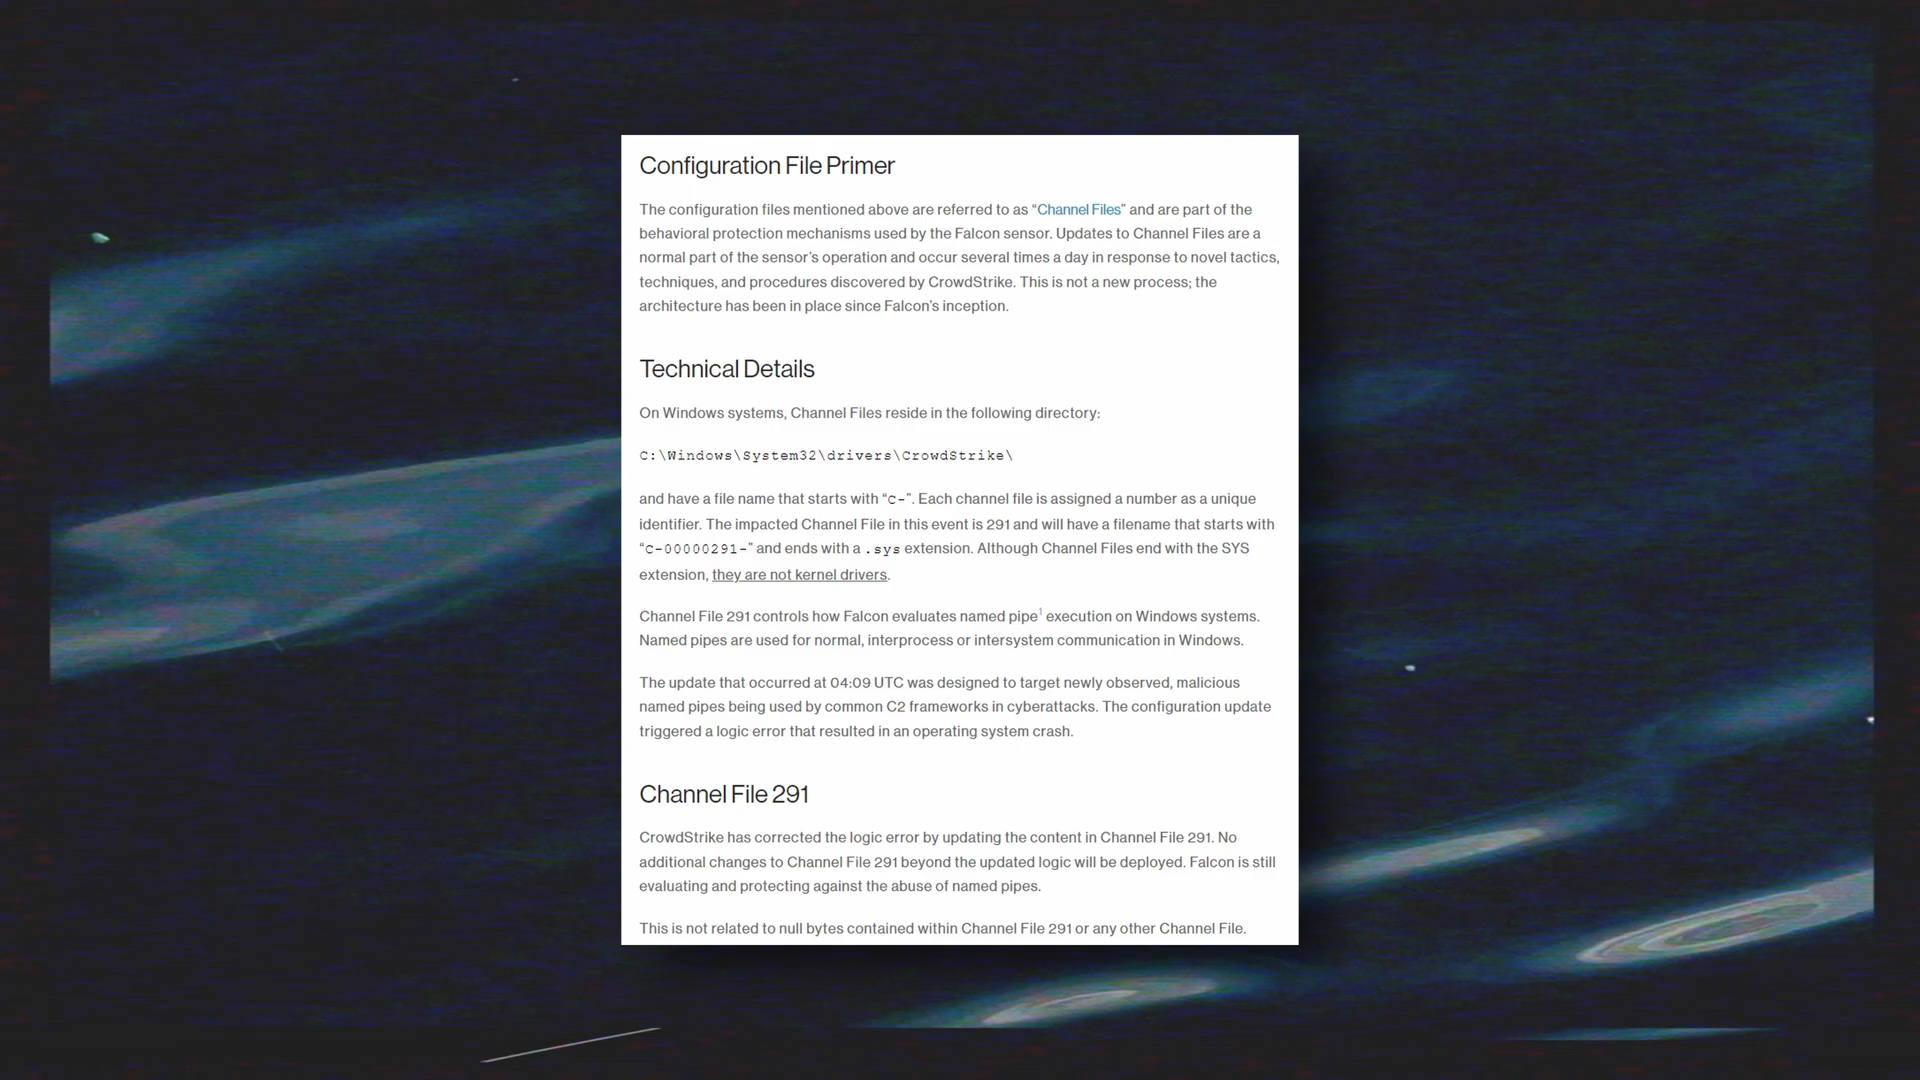 Configuration File Primer
The configuration files mentioned above are referred to as “Channel Files” and are part of the
behavioral protection mechanisms used by the Falcon sensor. Updates to Channel Files are a
normal part of the sensor’s operation and occur several times a day in response to novel tactics,
techniques, and procedures discovered by CrowdStrike. This is not a new process; the
architecture has been in place since Falcon’s inception.
Technical Details
On Windows systems, Channel Files reside in the following directory:
C:\Windows\System32\drivers\CrowdStrike\
and have a file name that starts with “C-”. Each channel file is assigned a number as a unique
identifier. The impacted Channel File in this event is 291 and will have a filename that starts with
“C-00000291-” and ends with a .sys extension. Although Channel Files end with the SYS
extension, they are not kernel drivers.
Channel File 291 controls how Falcon evaluates named pipe¹ execution on Windows systems.
Named pipes are used for normal, interprocess or intersystem communication in Windows.
The update that occurred at 04:09 UTC was designed to target newly observed, malicious
named pipes being used by common C2 frameworks in cyberattacks. The configuration update
triggered a logic error that resulted in an operating system crash.
Channel File 291
CrowdStrike has corrected the logic error by updating the content in Channel File 291. No
additional changes to Channel File 291 beyond the updated logic will be deployed. Falcon is still
evaluating and protecting against the abuse of named pipes.
This is not related to null bytes contained within Channel File 291 or any other Channel File.